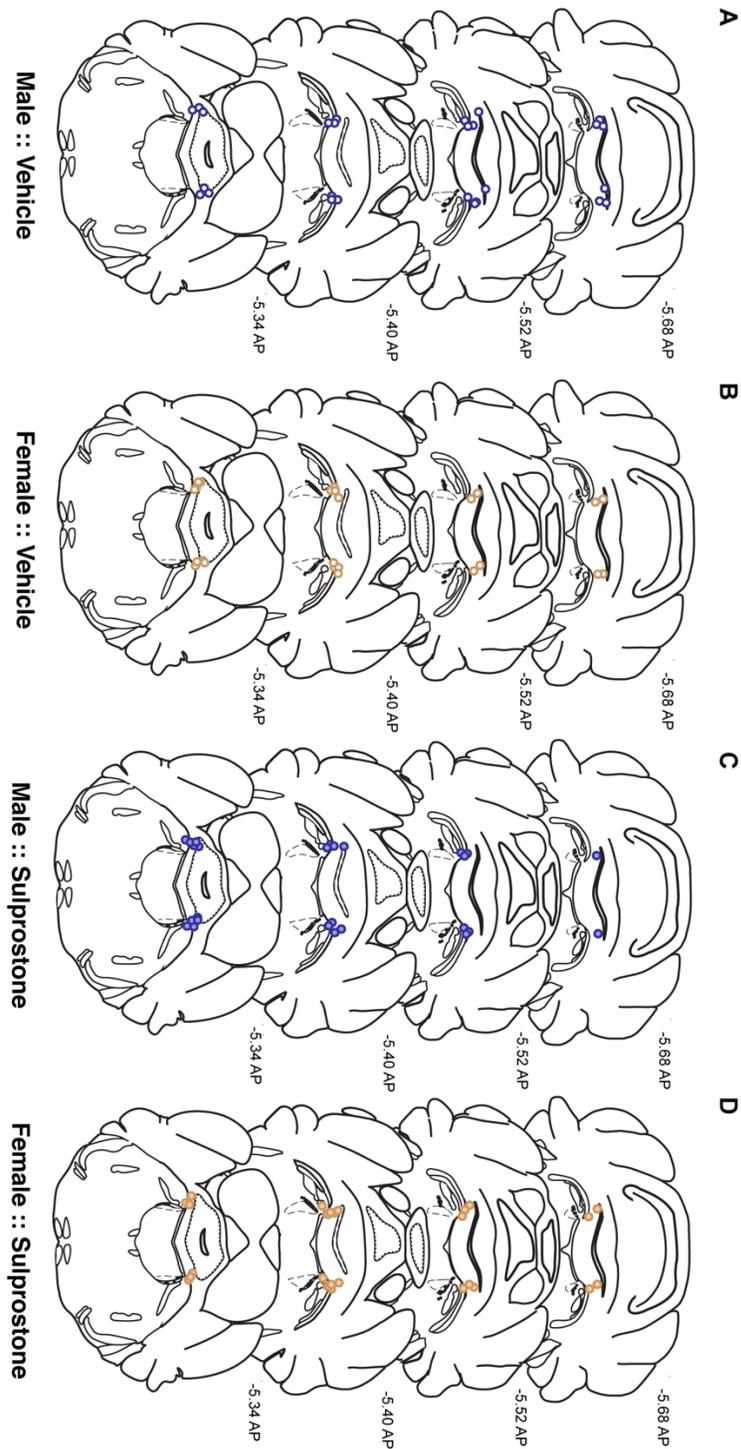 A
Male :: Vehicle
-5.34 AP
-5.40 AP
-5.52 AP
-5.68 AP
B
Female :: Vehicle
-5.34 AP
-5.40 AP
-5.52 AP
-5.68 AP
C
Male :: Sulprostone
-5.34 AP
-5.40 AP
-5.52 AP
-5.68 AP
D
Female :: Sulprostone
-5.34 AP
-5.40 AP
-5.52 AP
-5.68 AP